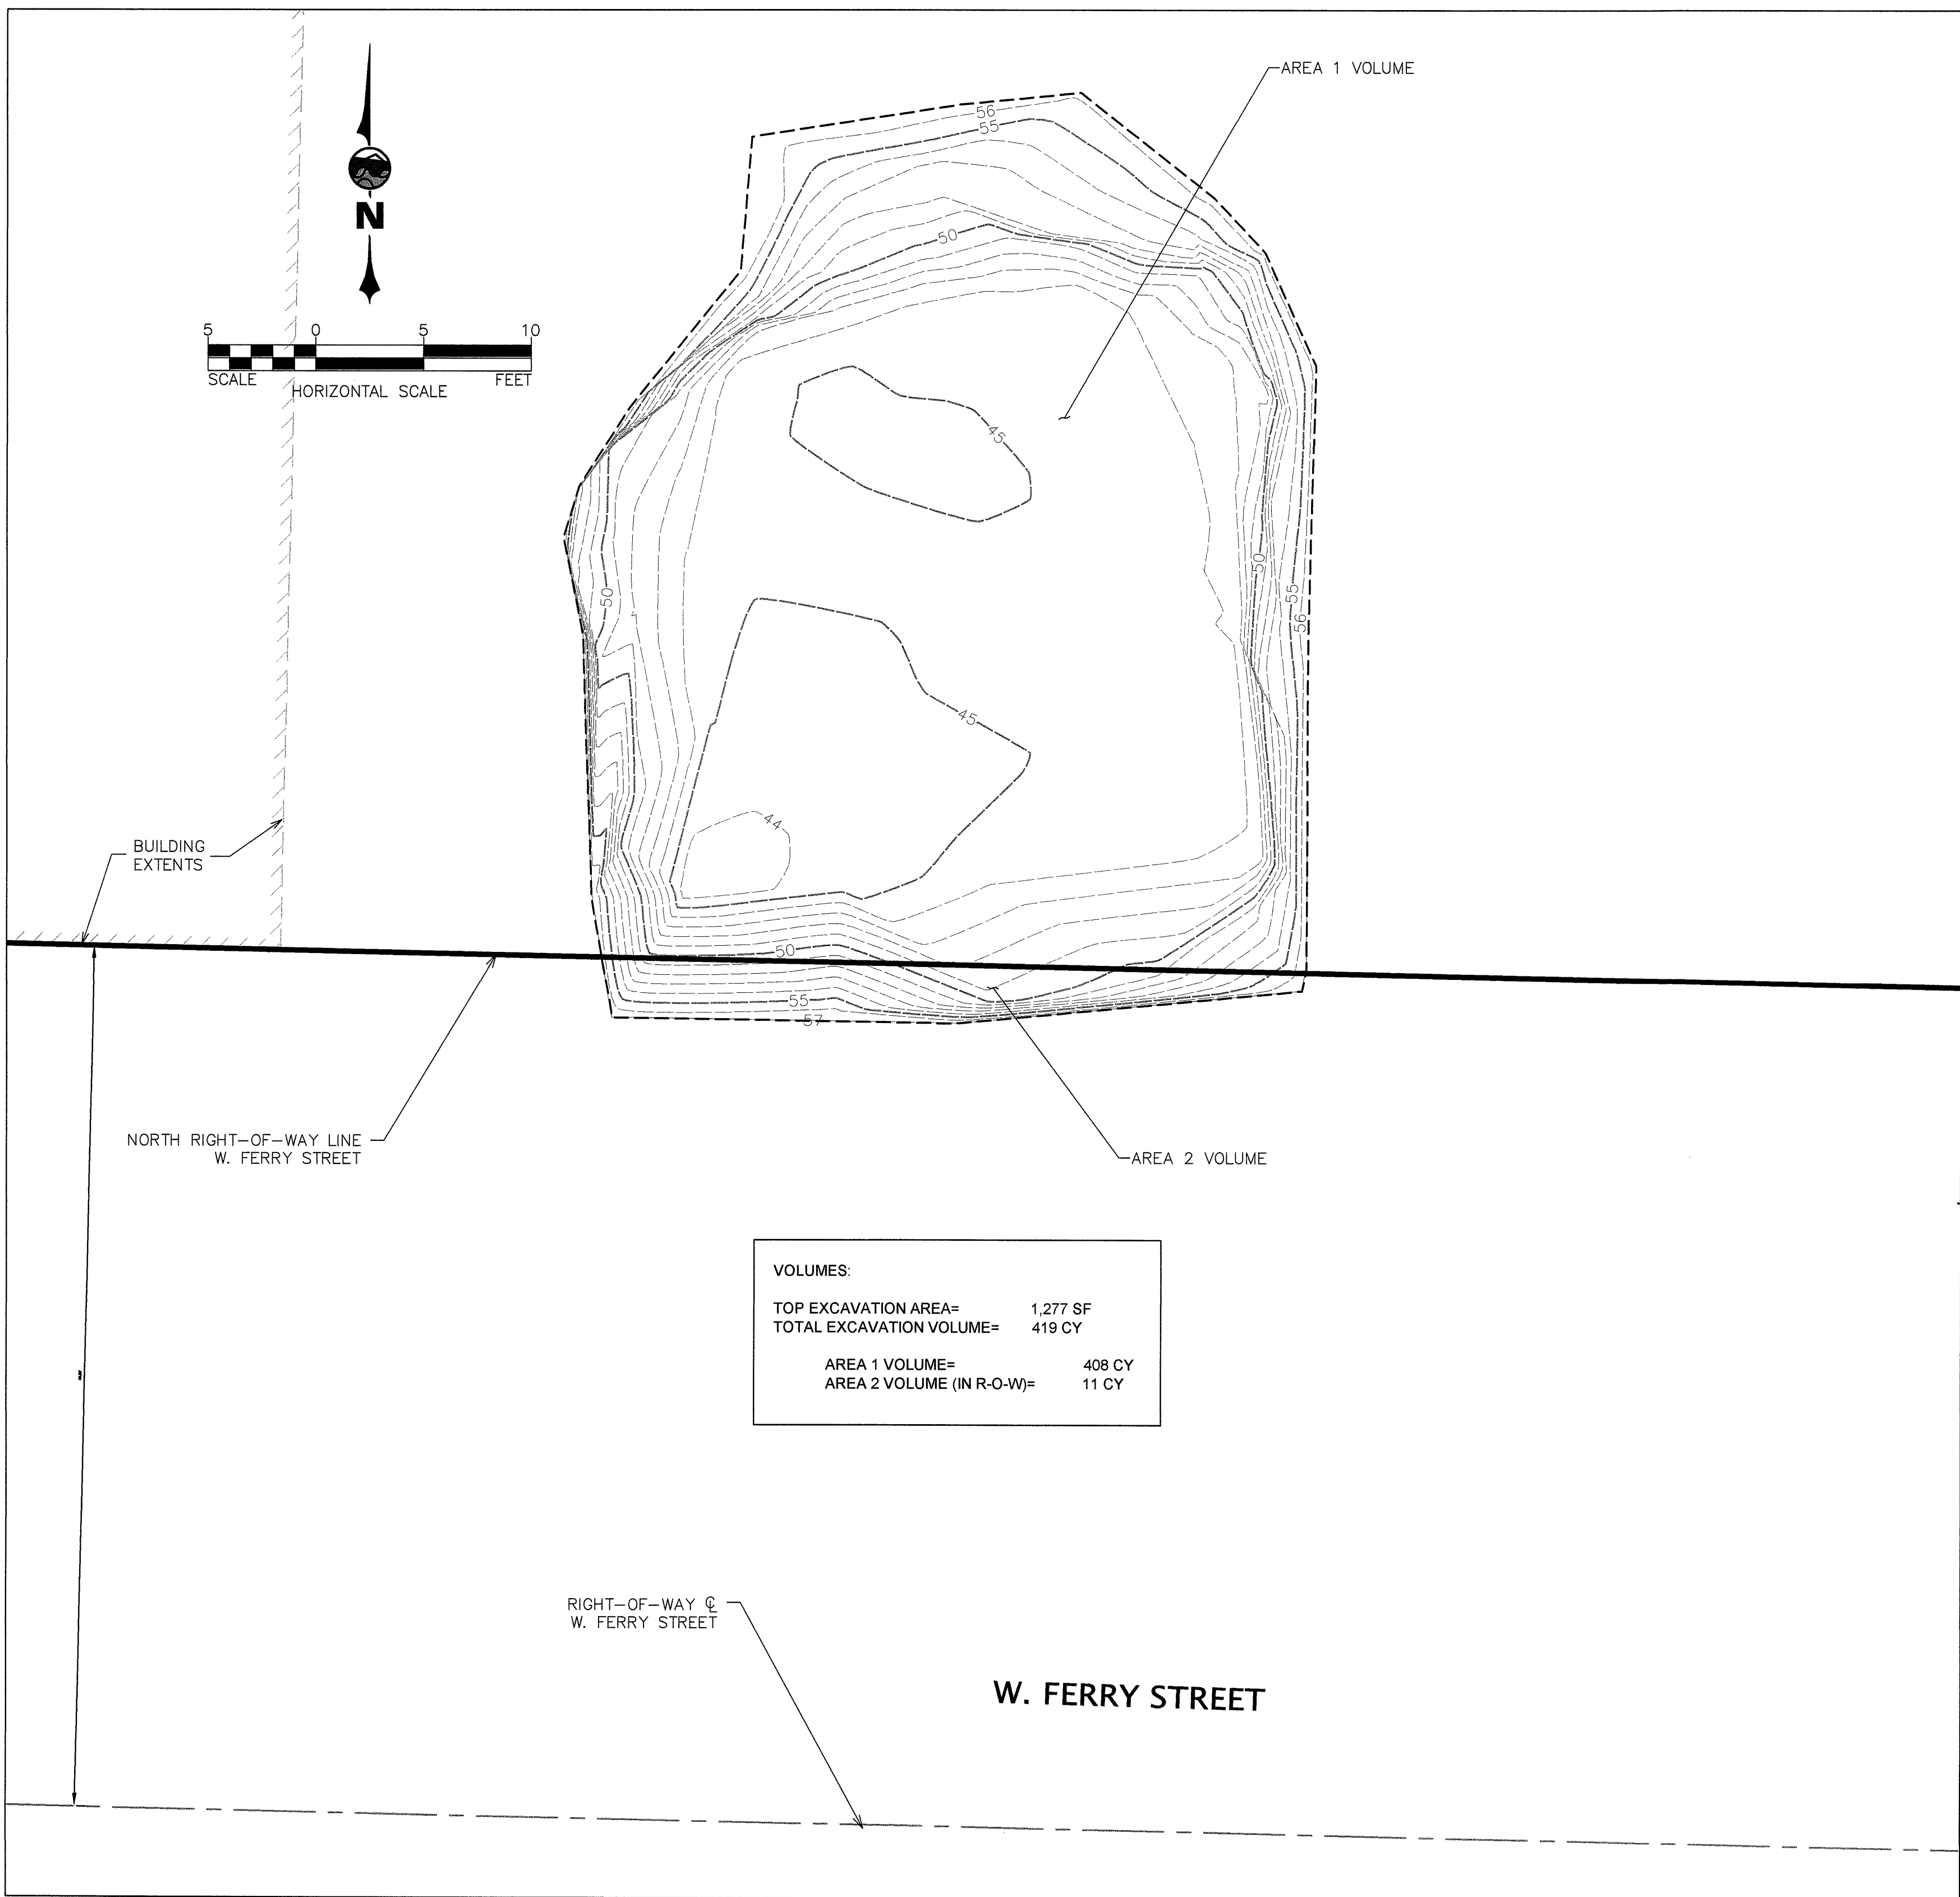 AREA 1 VOLUME
56
55
N
50
5 0 5 10
SCALE FEET
HORIZONTAL SCALE
45
50
50
55
56
45
44
BUILDING
EXTENTS
50
55
57
NORTH RIGHT-OF-WAY LINE
W. FERRY STREET
AREA 2 VOLUME
VOLUMES:
TOP EXCAVATION AREA= 1,277 SF
TOTAL EXCAVATION VOLUME= 419 CY
AREA 1 VOLUME= 408 CY
AREA 2 VOLUME (IN R-O-W)= 11 CY
RIGHT-OF-WAY ℄
W. FERRY STREET
W. FERRY STREET